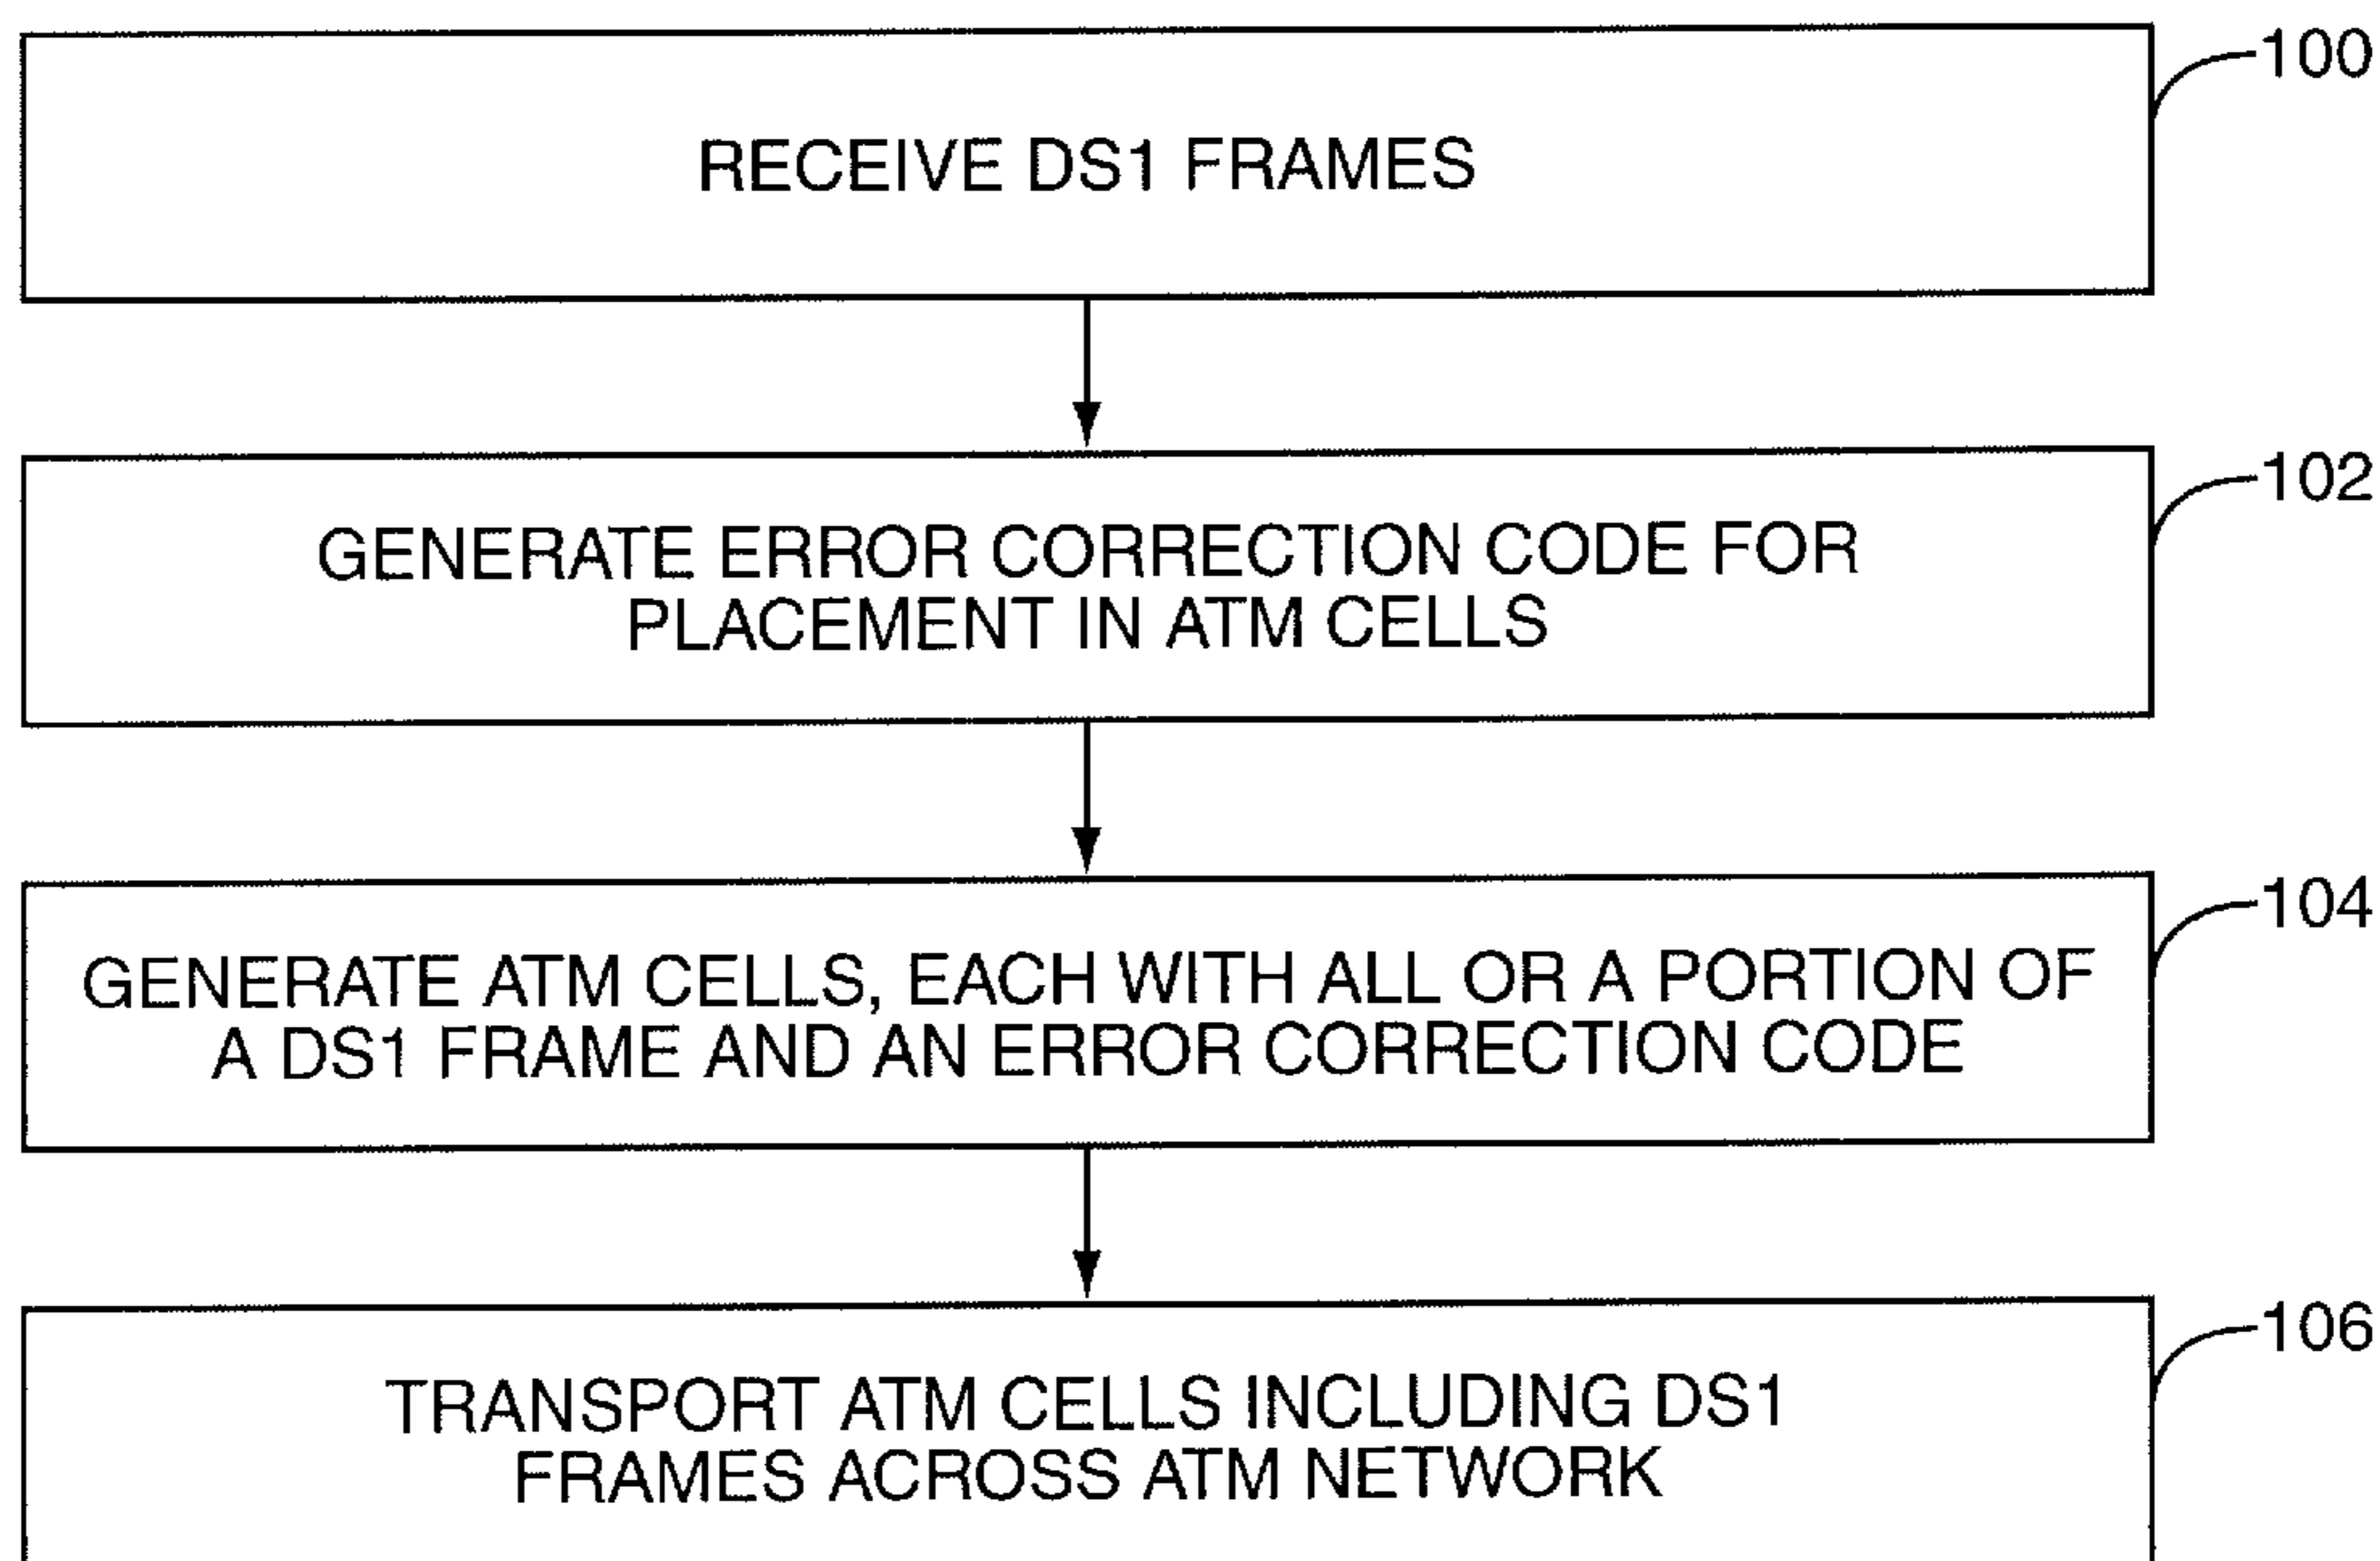 100
RECEIVE DS1 FRAMES
102
GENERATE ERROR CORRECTION CODE FOR
PLACEMENT IN ATM CELLS
104
GENERATE ATM CELLS, EACH WITH ALL OR A PORTION OF
A DS1 FRAME AND AN ERROR CORRECTION CODE
106
TRANSPORT ATM CELLS INCLUDING DS1
FRAMES ACROSS ATM NETWORK